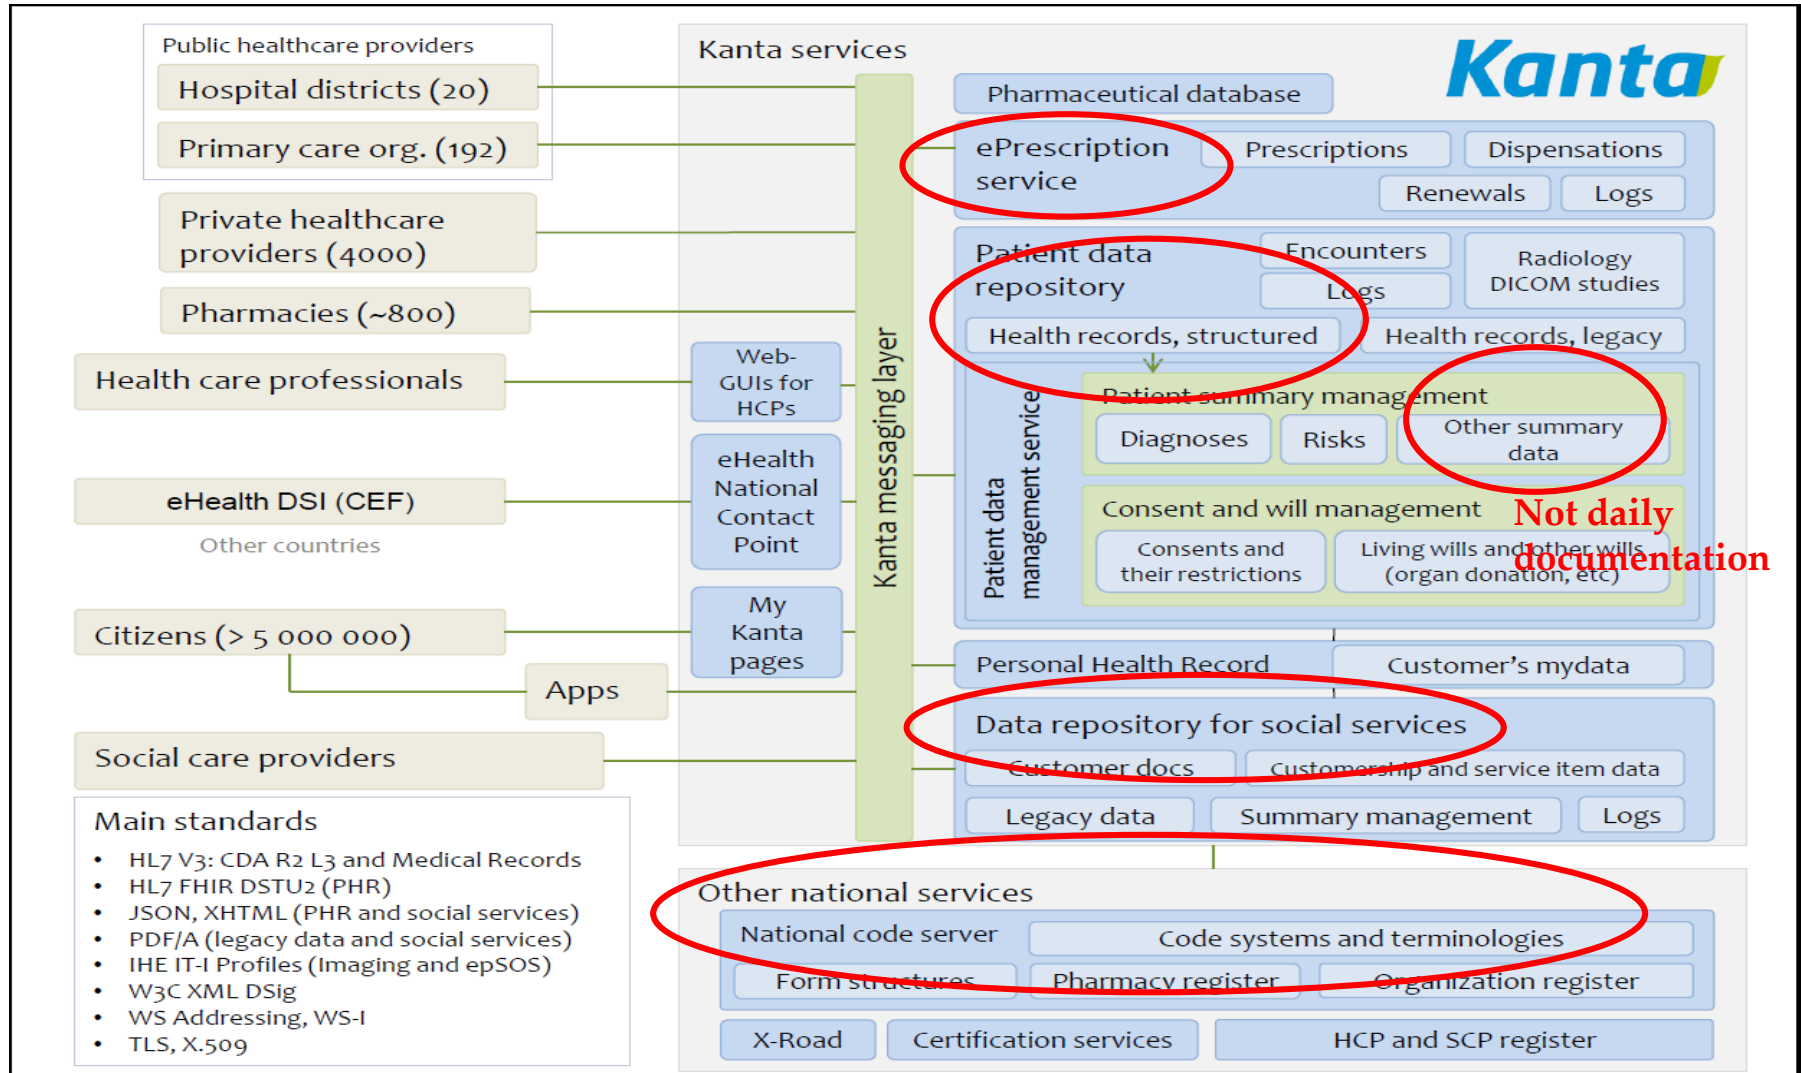 Public healthcare providers
Hospital districts (20)
Primary care org. (192)
Private healthcare
providers (4000)
Pharmacies (~800)
Health care professionals
eHealth DSI (CEF)
Other countries
Citizens (> 5 000 000)
Apps
Social care providers
Main standards
• HL7 V3: CDA R2 L3 and Medical Records
• HL7 FHIR DSTU2 (PHR)
• JSON, XHTML (PHR and social services)
• PDF/A (legacy data and social services)
• IHE IT-I Profiles (Imaging and epSOS)
• W3C XML DSig
• WS Addressing, WS-I
• TLS, X.509
Kanta services
Kanta
Web-
GUIs for
HCPs
eHealth
National
Contact
Point
My
Kanta
pages
Kanta messaging layer
Pharmaceutical database
ePrescription
service
Prescriptions
Dispensations
Renewals
Logs
Patient data
repository
Encounters
Logs
Radiology
DICOM studies
Health records, structured
Health records, legacy
Patient data
management service
Patient summary management
Diagnoses
Risks
Other summary
data
Not daily
documentation
Consent and will management
Consents and
their restrictions
Living wills and other wills
(organ donation, etc)
Personal Health Record
Customer's mydata
Data repository for social services
Customer docs
Customership and service item data
Legacy data
Summary management
Logs
Other national services
National code server
Code systems and terminologies
Form structures
Pharmacy register
Organization register
X-Road
Certification services
HCP and SCP register